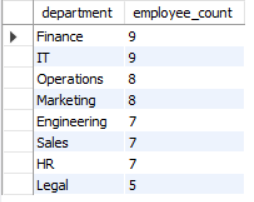 department employee_count
Finance 9
IT 9
Operations 8
Marketing 8
Engineering 7
Sales 7
HR 7
Legal 5